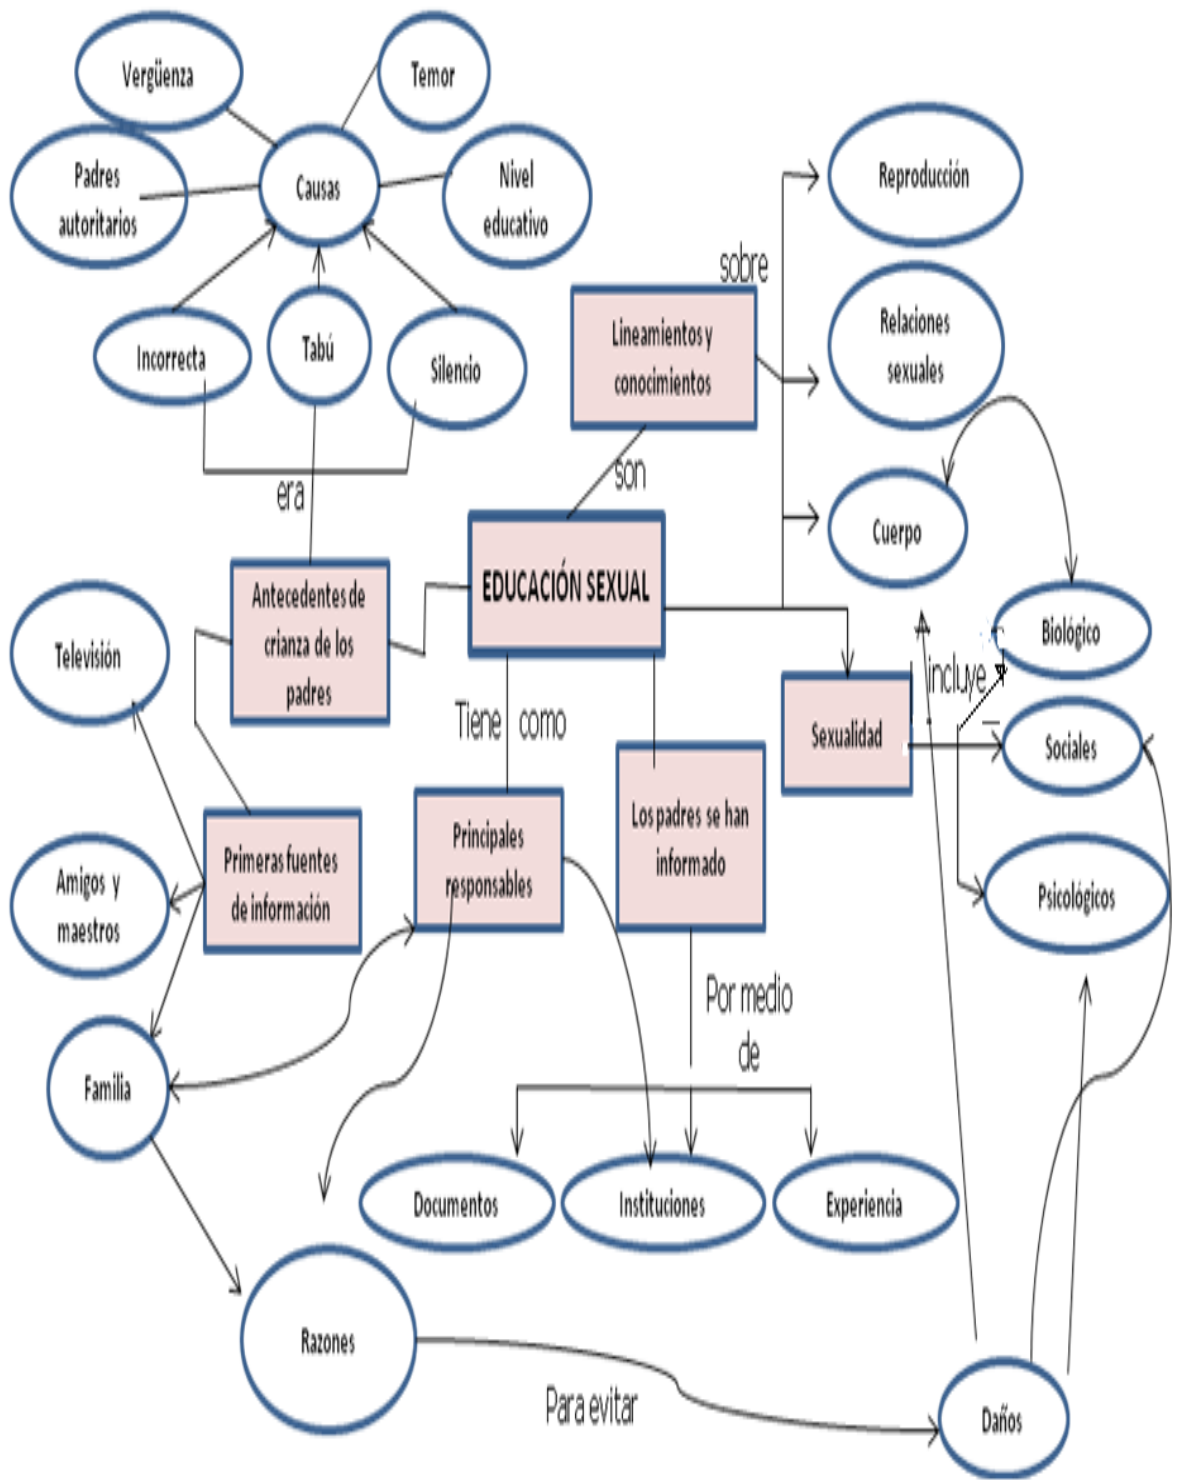 Vergüenza
Temor
Padres
autoritarios
Causas
Nivel
educativo
Reproducción
sobre
Incorrecta
Tabú
Silencio
Lineamientos y
conocimientos
Relaciones
sexuales
son
era
Cuerpo
EDUCACIÓN SEXUAL
Antecedentes de
crianza de los
padres
Televisión
Biológico
incluye
Tiene como
Sexualidad
Sociales
Los padres se han
informado
Principales
responsables
Primeras fuentes
de información
Amigos y
maestros
Psicológicos
Por medio
de
Familia
Documentos
Instituciones
Experiencia
Razones
Para evitar
Daños